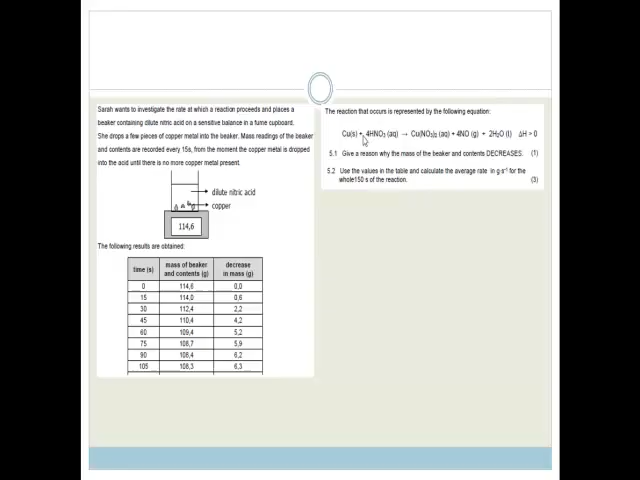 Sarah wants to investigate the rate at which a reaction proceeds and places a
beaker containing dilute nitric acid on a sensitive balance in a fume cupboard.
She drops a few pieces of copper metal into the beaker. Mass readings of the beaker
and contents are recorded every 15s, from the moment the copper metal is dropped
into the acid until there is no more copper metal present.
dilute nitric acid
copper
114,6
The following results are obtained:
time (s) mass of beaker and contents (g) decrease in mass (g)
0 114,6 0,0
15 114,0 0,6
30 112,4 2,2
45 110,4 4,2
60 109,4 5,2
75 108,7 5,9
90 108,4 6,2
105 108,3 6,3
The reaction that occurs is represented by the following equation:
Cu(s) + 4HNO₃ (aq) → Cu(NO₃)₂ (aq) + 4NO (g) + 2H₂O (l) ΔH > 0
5.1 Give a reason why the mass of the beaker and contents DECREASES. (1)
5.2 Use the values in the table and calculate the average rate in g·s⁻¹ for the
whole150 s of the reaction. (3)